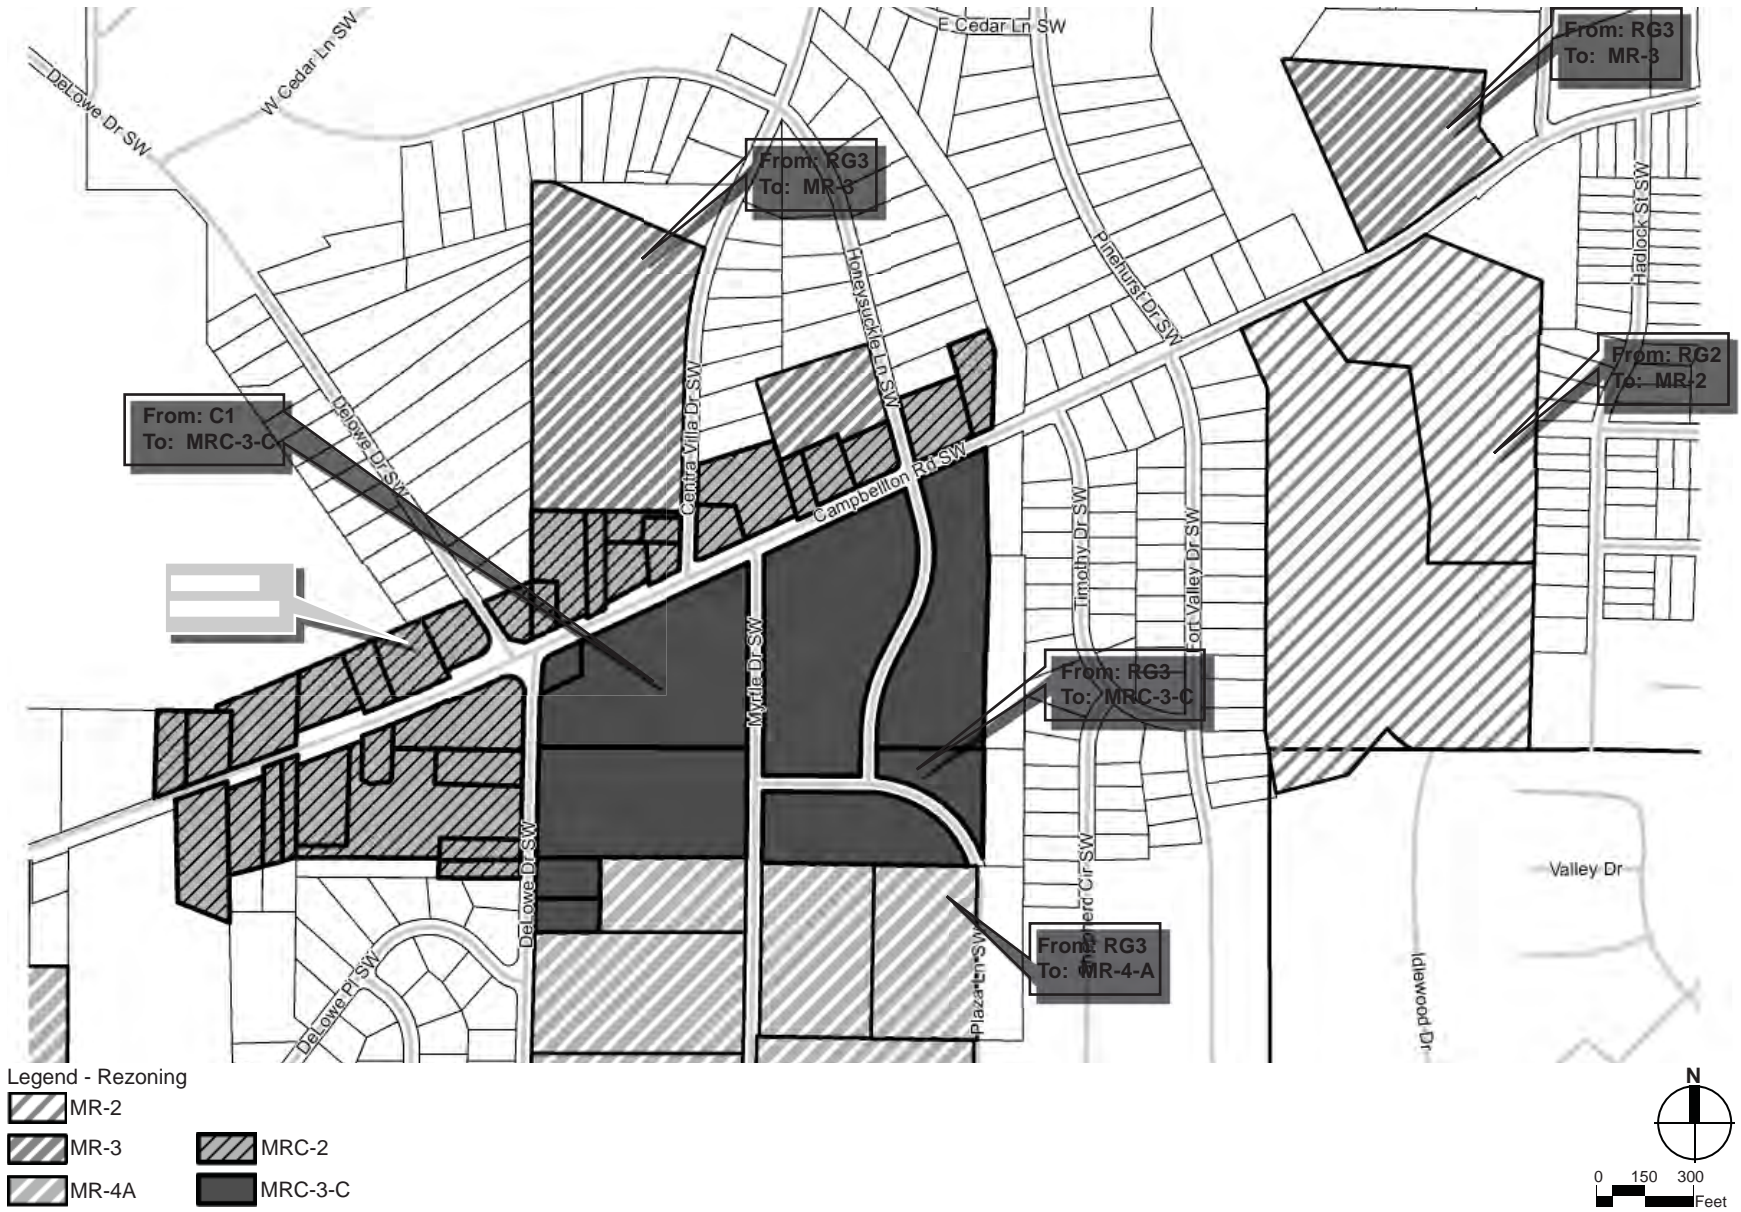 E Cedar Ln SW
W Cedar Ln SW
DeLowe Dr SW
From: RG3
To: MR-3
From: RG3
To: MR-3
Hadlock St SW
Pinehurst Dr SW
Honeysuckle Ln SW
From: RG2
To: MR-2
Centra Villa Dr SW
Delowe Dr SW
From: C1
To: MRC-3-C
Campbellton Rd SW
Timothy Dr SW
Fort Valley Dr SW
Myrtle Dr SW
From: RG3
To: MRC-3-C
DeLowe Dr SW
Shepherd Cir SW
Valley Dr
From: RG3
To: MR-4-A
Plaza Ln SW
DeLowe Pl SW
Idlewood Dr
Legend - Rezoning
MR-2
MR-3
MR-4A
MRC-2
MRC-3-C
N
0 150 300
Feet